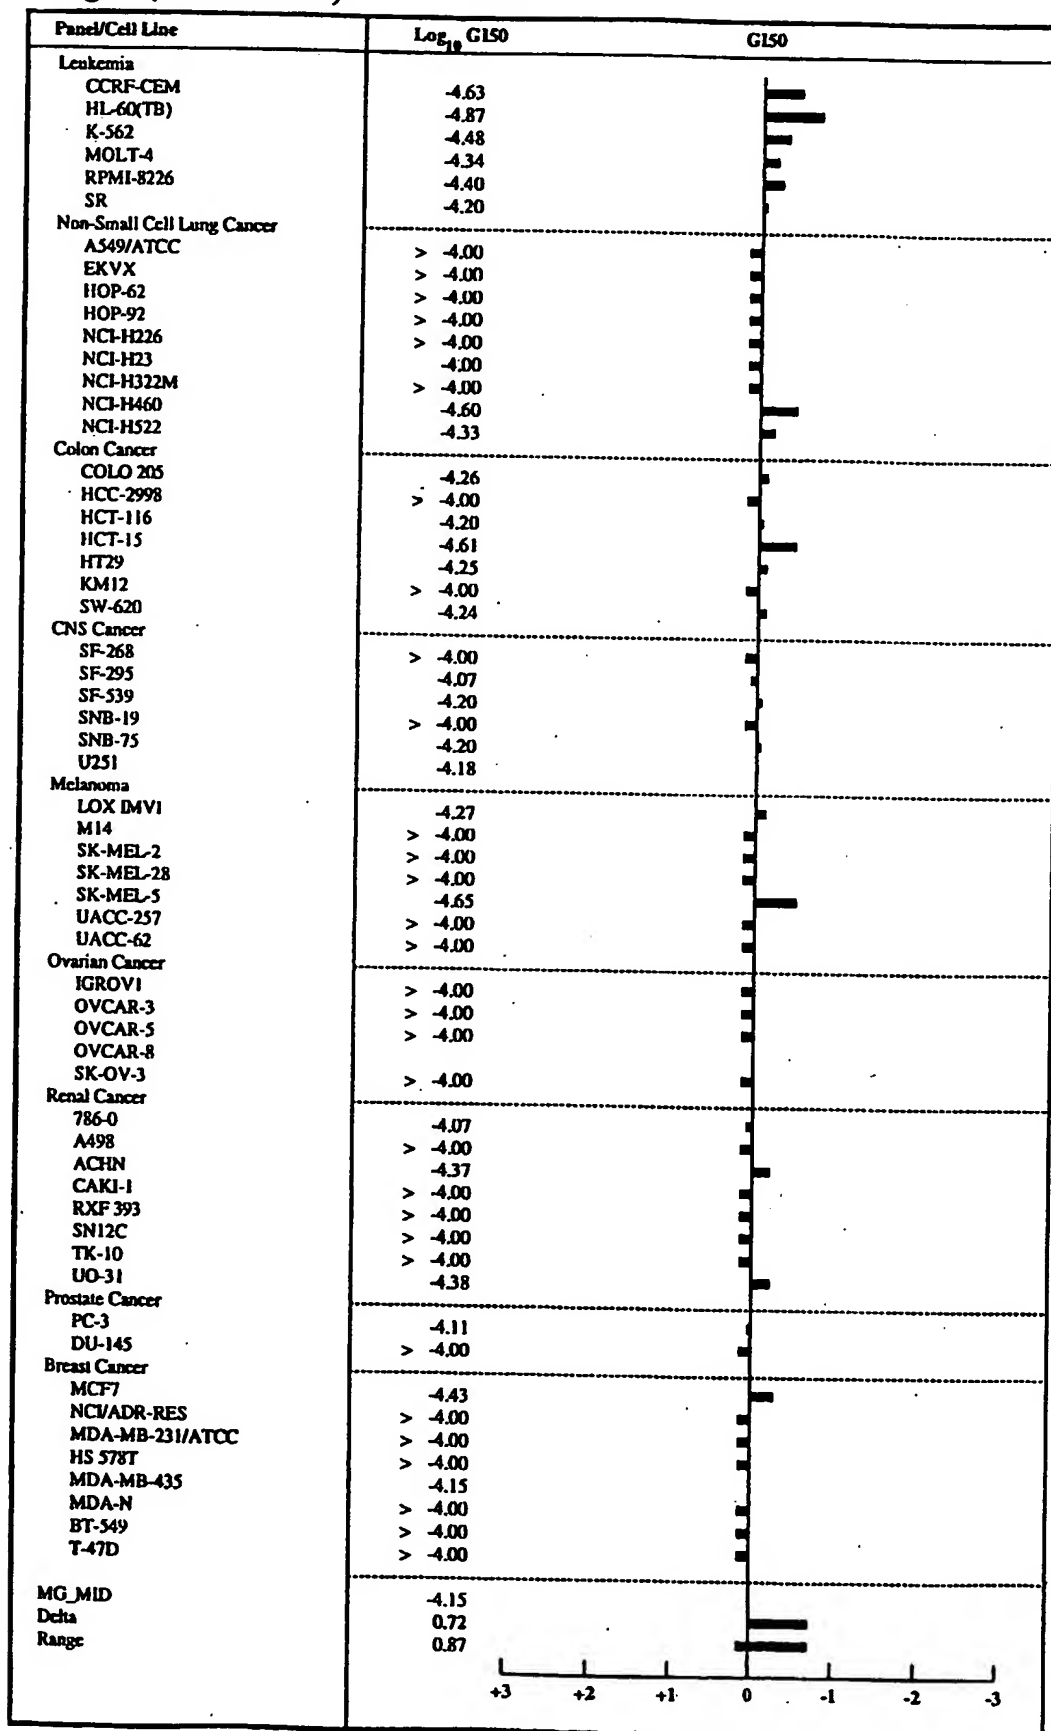 Panel/Cell Line Log10 GI50 GI50
Leukemia
CCRF-CEM -4.63
HL-60(TB) -4.87
K-562 -4.48
MOLT-4 -4.34
RPMI-8226 -4.40
SR -4.20
Non-Small Cell Lung Cancer
A549/ATCC > -4.00
EKVX > -4.00
HOP-62 > -4.00
HOP-92 > -4.00
NCI-H226 > -4.00
NCI-H23 -4.00
NCI-H322M > -4.00
NCI-H460 -4.60
NCI-H522 -4.33
Colon Cancer
COLO 205 -4.26
HCC-2998 > -4.00
HCT-116 -4.20
HCT-15 -4.61
HT29 -4.25
KM12 > -4.00
SW-620 -4.24
CNS Cancer
SF-268 > -4.00
SF-295 -4.07
SF-539 -4.20
SNB-19 > -4.00
SNB-75 -4.20
U251 -4.18
Melanoma
LOX IMVI -4.27
M14 > -4.00
SK-MEL-2 > -4.00
SK-MEL-28 > -4.00
SK-MEL-5 -4.65
UACC-257 > -4.00
UACC-62 > -4.00
Ovarian Cancer
IGROV1 > -4.00
OVCAR-3 > -4.00
OVCAR-5 > -4.00
OVCAR-8
SK-OV-3 > -4.00
Renal Cancer
786-0 -4.07
A498 > -4.00
ACHN -4.37
CAKI-1 > -4.00
RXF 393 > -4.00
SN12C > -4.00
TK-10 > -4.00
UO-31 -4.38
Prostate Cancer
PC-3 -4.11
DU-145 > -4.00
Breast Cancer
MCF7 -4.43
NCI/ADR-RES > -4.00
MDA-MB-231/ATCC > -4.00
HS 578T > -4.00
MDA-MB-435 -4.15
MDA-N > -4.00
BT-549 > -4.00
T-47D > -4.00
MG_MID -4.15
Delta 0.72
Range 0.87
+3 +2 +1 0 -1 -2 -3